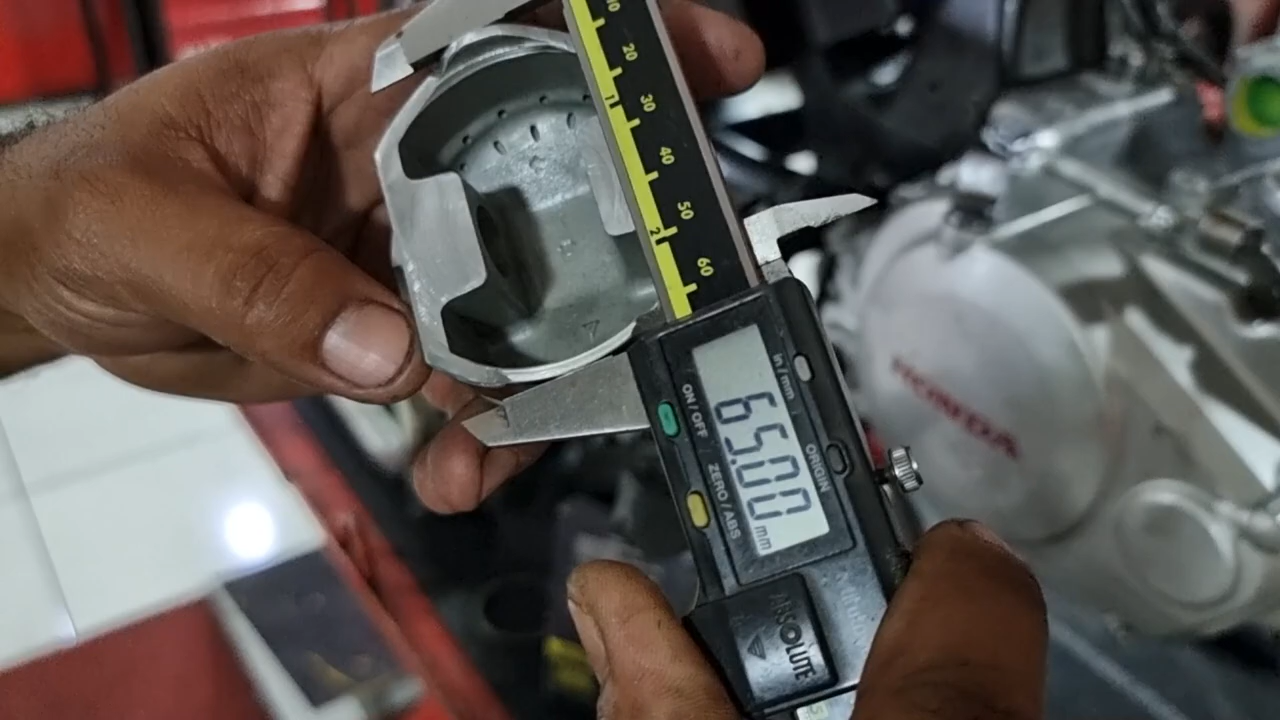 10
20
30
1
40
50
2
60
in/mm
ON/OFF
65.00
mm
ORIGIN
ZERO/ABS
ABSOLUTE
HONDA